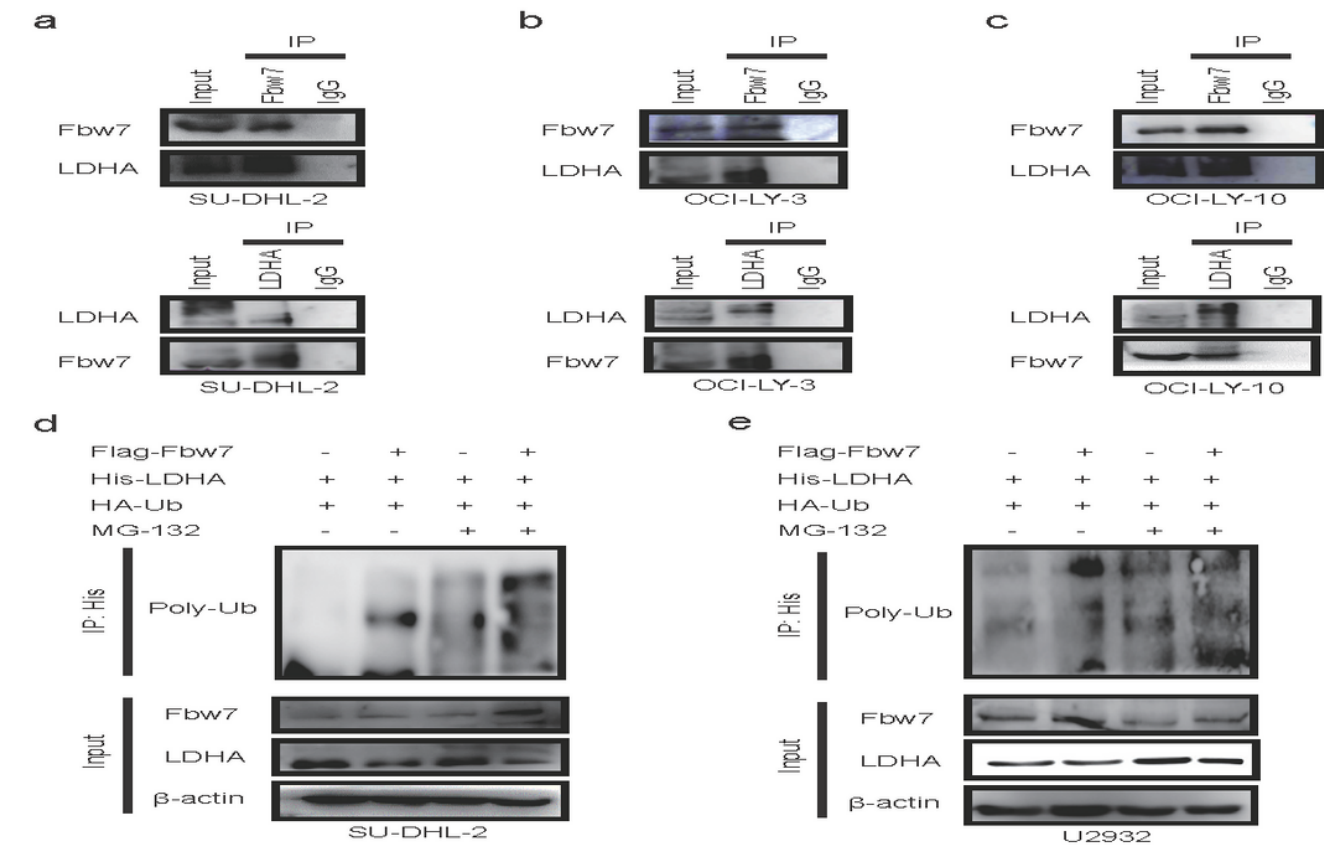 a
IP
Input Fbw7 IgG
Fbw7
LDHA
SU-DHL-2
IP
Input LDHA IgG
LDHA
Fbw7
SU-DHL-2
b
IP
Input Fbw7 IgG
Fbw7
LDHA
OCI-LY-3
IP
Input LDHA IgG
LDHA
Fbw7
OCI-LY-3
c
IP
Input Fbw7 IgG
Fbw7
LDHA
OCI-LY-10
IP
Input LDHA IgG
LDHA
Fbw7
OCI-LY-10
d
Flag-Fbw7 - + - +
His-LDHA + + + +
HA-Ub + + + +
MG-132 - - + +
IP: His
Poly-Ub
Input
Fbw7
LDHA
β-actin
SU-DHL-2
e
Flag-Fbw7 - + - +
His-LDHA + + + +
HA-Ub + + + +
MG-132 - - + +
IP: His
Poly-Ub
Input
Fbw7
LDHA
β-actin
U2932